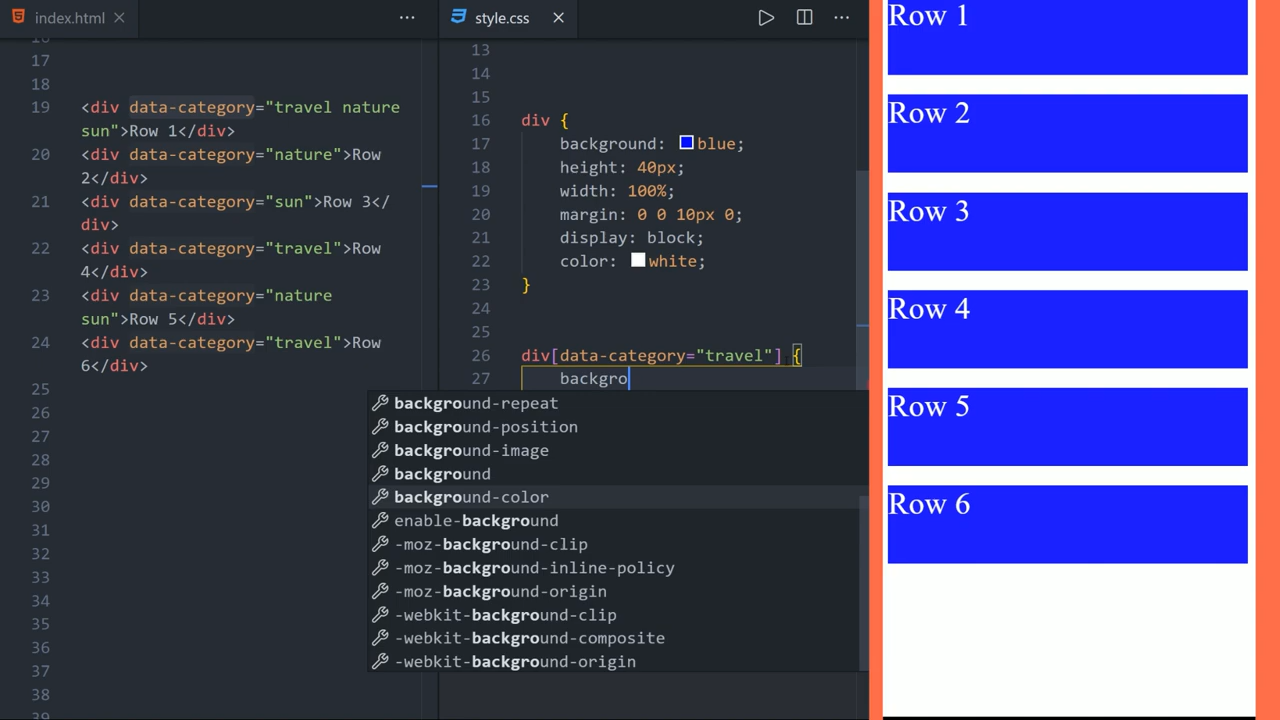 index.html
16
17
18
19 <div data-category="travel nature
sun">Row 1</div>
20 <div data-category="nature">Row
2</div>
21 <div data-category="sun">Row 3</
div>
22 <div data-category="travel">Row
4</div>
23 <div data-category="nature
sun">Row 5</div>
24 <div data-category="travel">Row
6</div>
25
26
27
28
29
30
31
32
33
34
35
36
37
38
39
style.css
13
14
15
16 div {
17 background: blue;
18 height: 40px;
19 width: 100%;
20 margin: 0 0 10px 0;
21 display: block;
22 color: white;
23 }
24
25
26 div[data-category="travel"] {
27 backgro
background-repeat
background-position
background-image
background
background-color
enable-background
-moz-background-clip
-moz-background-inline-policy
-moz-background-origin
-webkit-background-clip
-webkit-background-composite
-webkit-background-origin
Row 1
Row 2
Row 3
Row 4
Row 5
Row 6